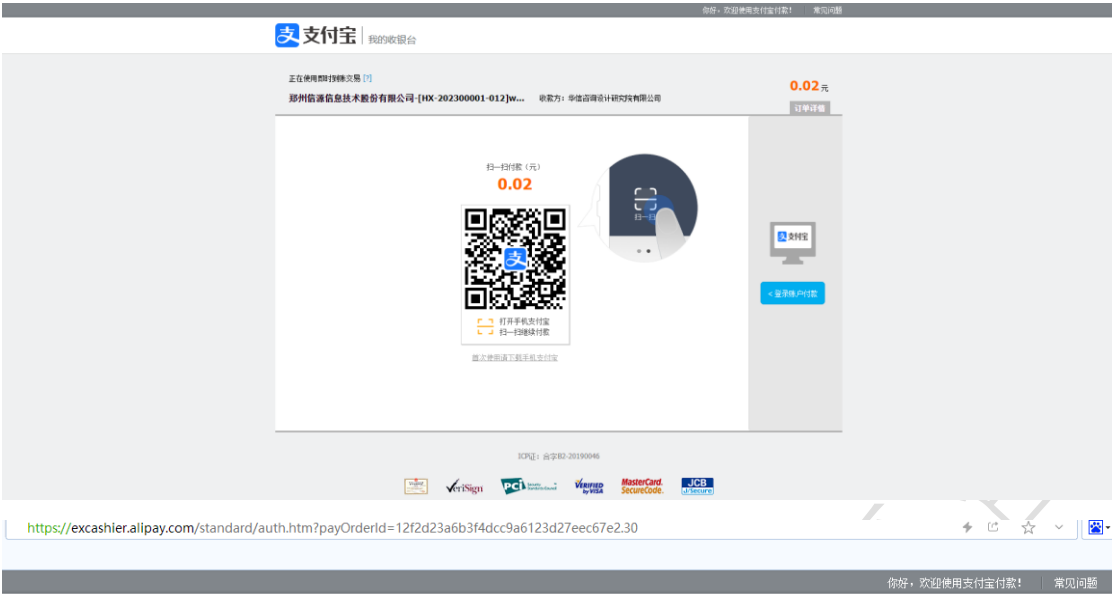 你好，欢迎使用支付宝付款！ 常见问题
支付宝 我的收银台
正在使用即时到账交易 [?]
郑州信源信息技术股份有限公司-[HX-202300001-012]w... 收款方：华信咨询设计研究院有限公司
0.02元
订单详情
扫一扫付款（元）
0.02
扫一扫
支
支付宝
< 登录账户付款
打开手机支付宝
扫一扫继续付款
首次使用请下载手机支付宝
ICP证：合字B2-20190046
VeriSign PCI VERIFIED by VISA MasterCard. SecureCode. JCB J/Secure
https://excashier.alipay.com/standard/auth.htm?payOrderId=12f2d23a6b3f4dcc9a6123d27eec67e2.30
你好，欢迎使用支付宝付款！ 常见问题